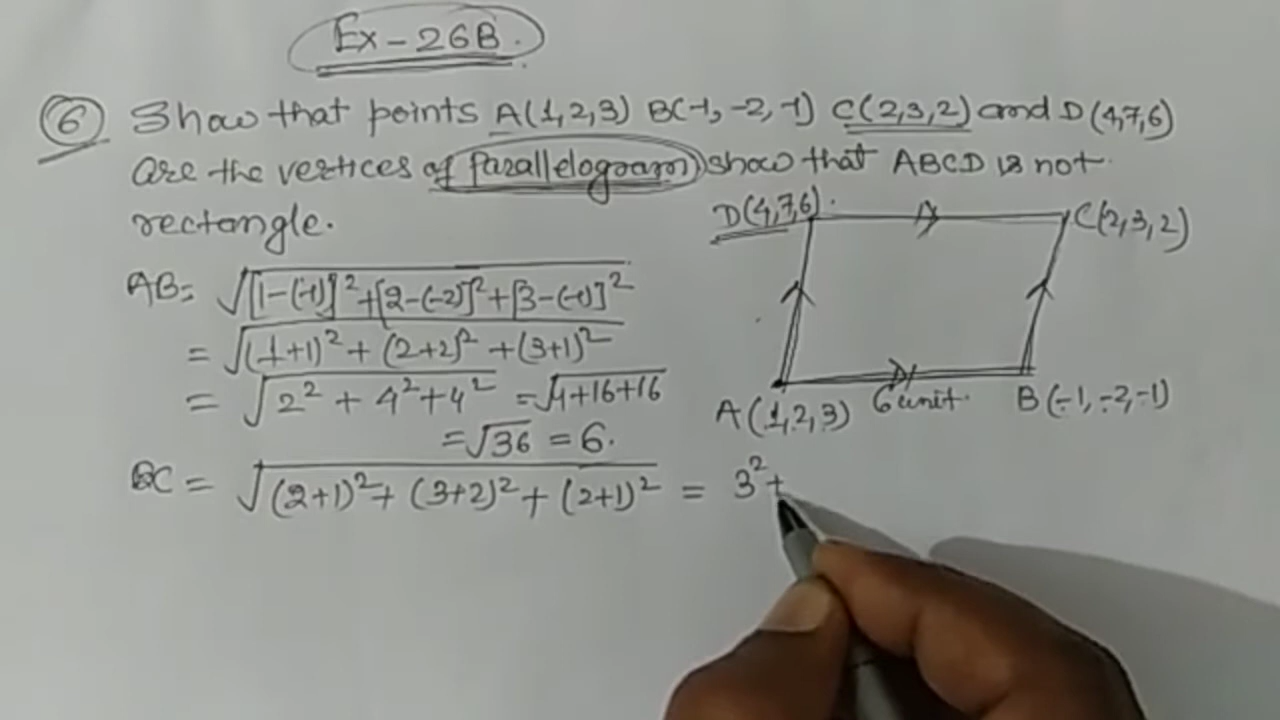 Ex-26B.
6 Show that points A(1,2,3) B(-1,-2,-1) C(2,3,2) and D(4,7,6)
are the vertices of parallelogram show that ABCD is not
rectangle.
D(4,7,6).
C(2,3,2)
AB= √[1-(-1)]²+[2-(-2)]²+[3-(-1)]²
= √(1+1)²+(2+2)²+(3+1)²
= √2²+4²+4² =√4+16+16
A(1,2,3) 6 unit. B(-1,-2,-1)
=√36 =6.
BC = √(2+1)²+(3+2)²+(2+1)² = 3²+